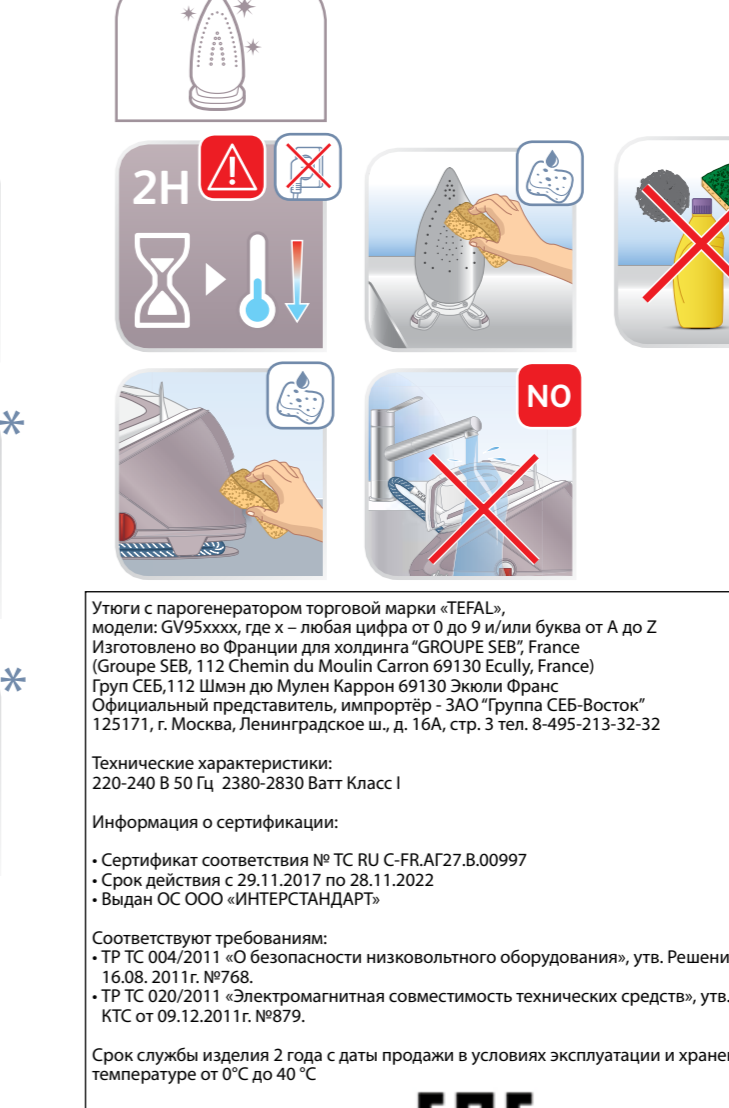 2H
NO
Утюги с парогенератором торговой марки «TEFAL»,
модели: GV95xxxx, где x – любая цифра от 0 до 9 и/или буква от A до Z
Изготовлено во Франции для холдинга “GROUPE SEB”, France
(Groupe SEB, 112 Chemin du Moulin Carron 69130 Ecully, France)
Груп СЕБ,112 Шмэн дю Мулен Каррон 69130 Экюли Франс
Официальный представитель, импрортёр - ЗАО “Группа СЕБ-Восток”
125171, г. Москва, Ленинградское ш., д. 16А, стр. 3 тел. 8-495-213-32-32
Технические характеристики:
220-240 В 50 Гц 2380-2830 Ватт Класс I
Информация о сертификации:
• Сертификат соответствия № ТС RU C-FR.АГ27.В.00997
• Срок действия с 29.11.2017 по 28.11.2022
• Выдан ОС ООО «ИНТЕРСТАНДАРТ»
Соответствуют требованиям:
• ТР ТС 004/2011 «О безопасности низковольтного оборудования», утв. Решени
16.08. 2011г. №768.
• ТР ТС 020/2011 «Электромагнитная совместимость технических средств», утв.
КТС от 09.12.2011г. №879.
Срок службы изделия 2 года с даты продажи в условиях эксплуатации и хране
температуре от 0°С до 40 °С